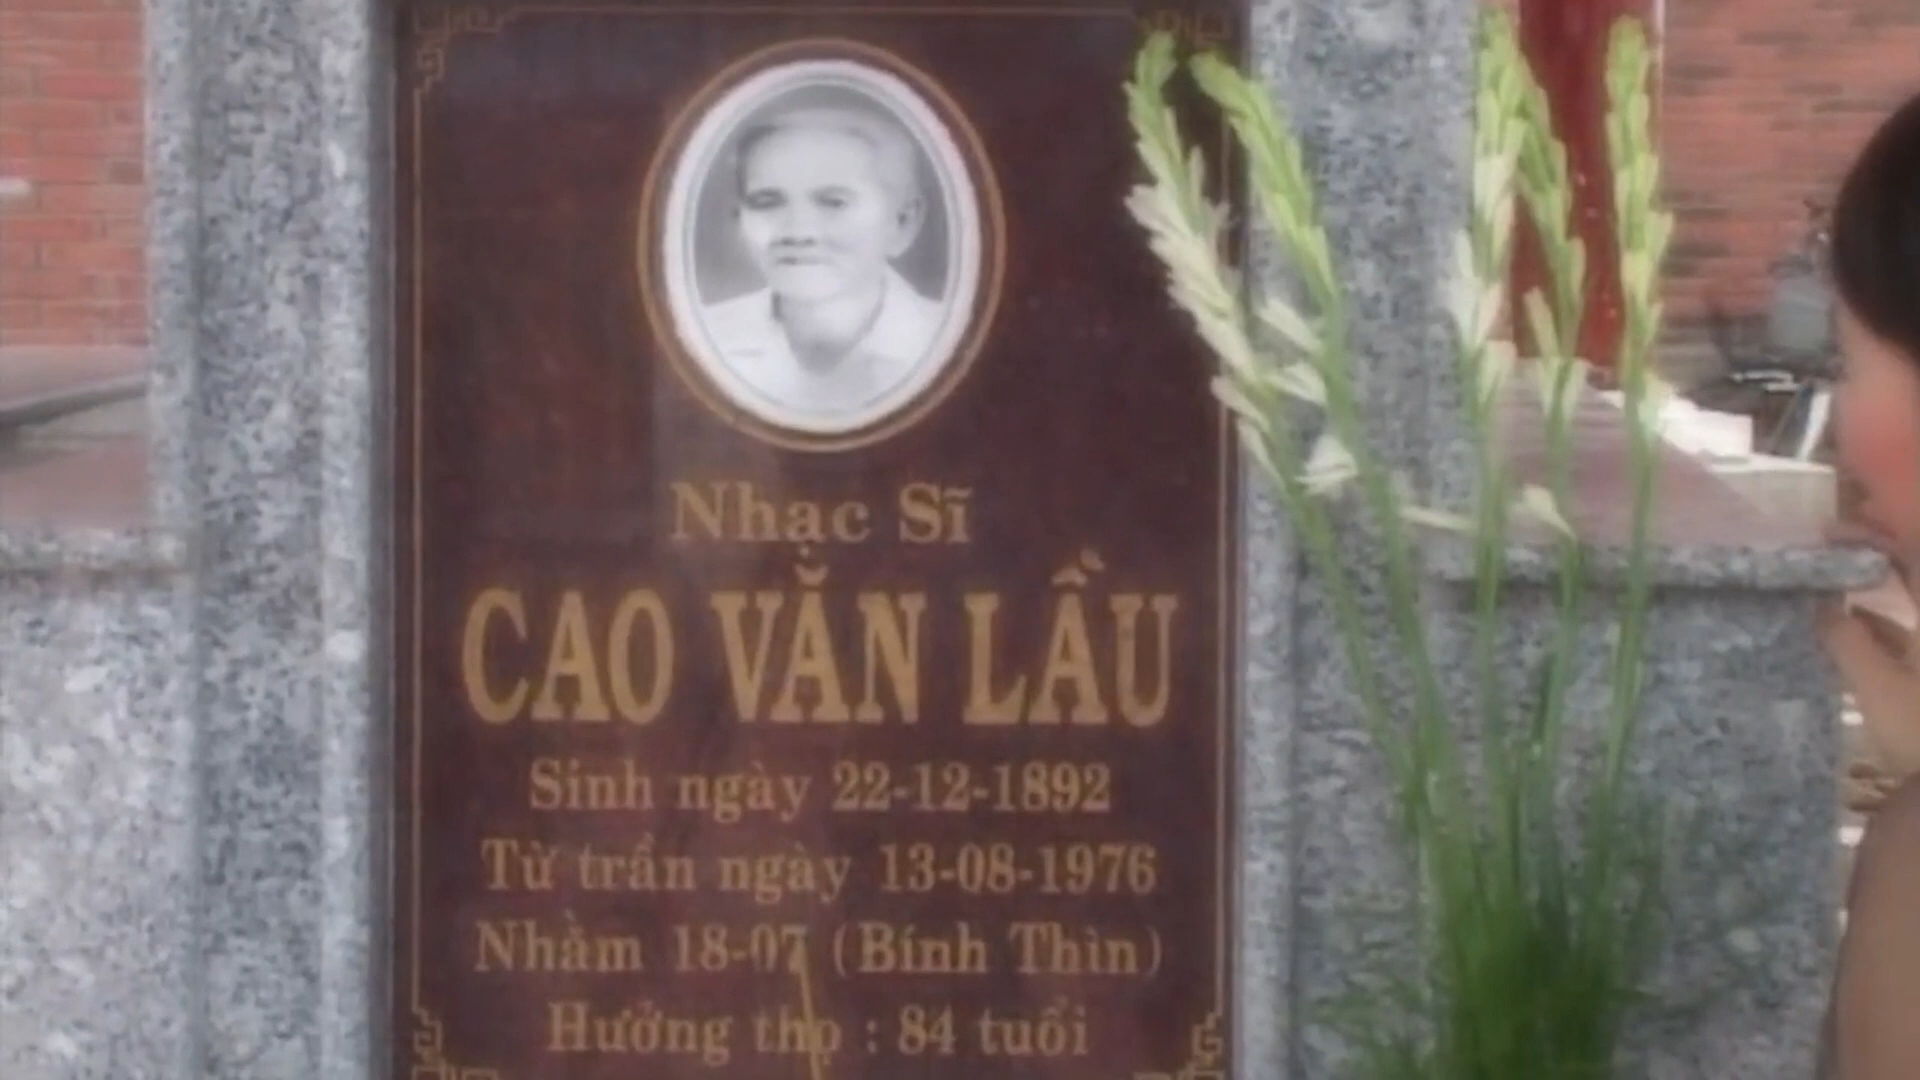 Nhạc Sĩ
CAO VĂN LẦU
Sinh ngày 22-12-1892
Từ trần ngày 13-08-1976
Nhằm 18-07 (Bính Thìn)
Hưởng thọ : 84 tuổi